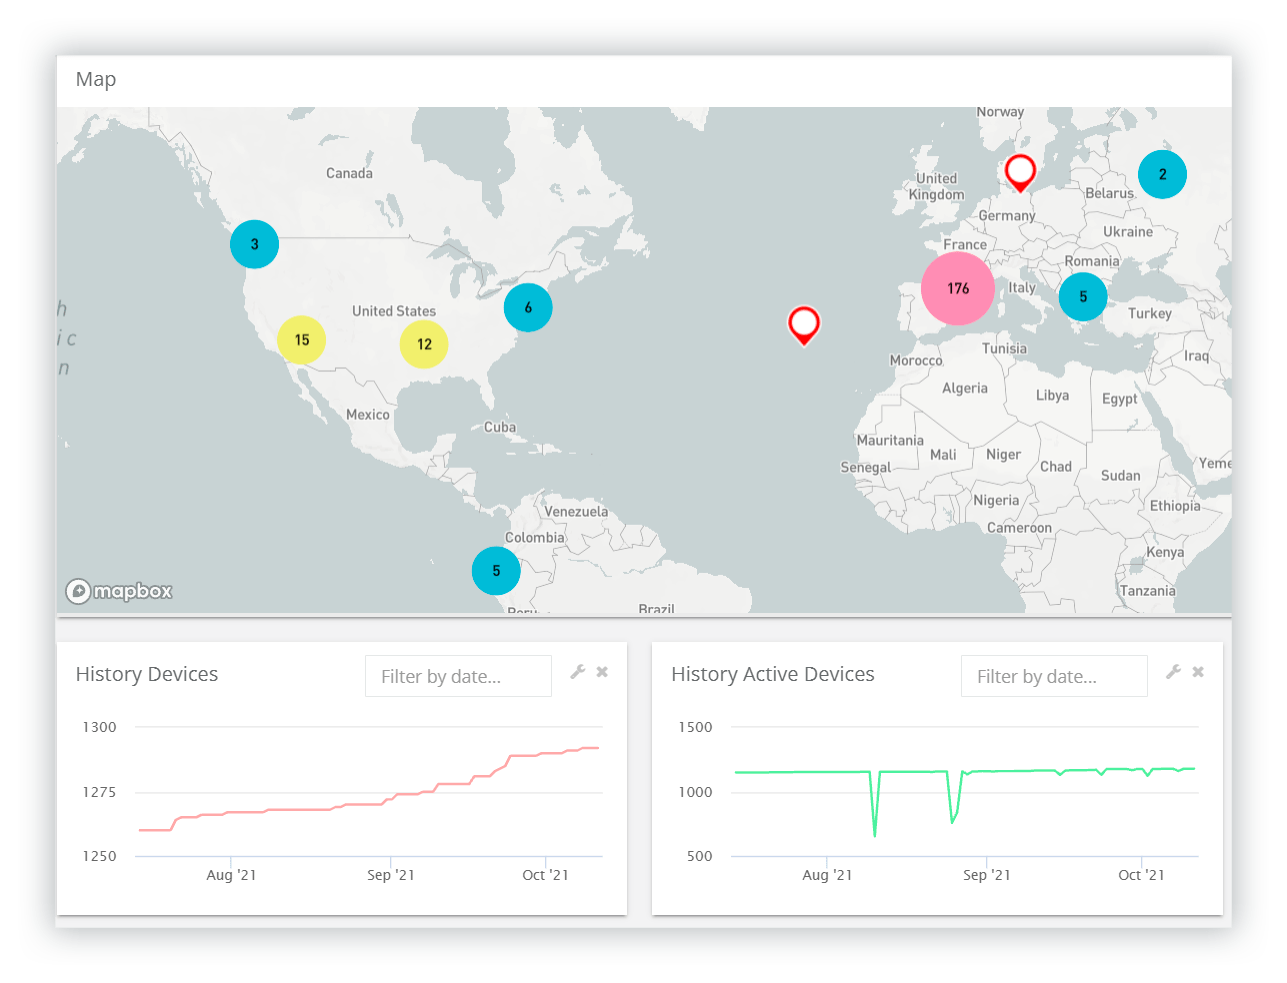 Map
Norway
Canada
United
Kingdom
2
Belarus
Germany
Ukraine
3
France
Romania
176
Italy
5
h
ic
n
United States
6
Turkey
15
12
Tunisia
Iraq
Morocco
Algeria
Libya
Egypt
Mexico
Cuba
Mauritania
Mali
Niger
Chad
Senegal
Sudan
Yeme
Nigeria
Ethiopia
Venezuela
Cameroon
Colombia
Kenya
5
Tanzania
mapbox
Peru
Brazil
History Devices
Filter by date...
1300
1275
1250
Aug '21
Sep '21
Oct '21
History Active Devices
Filter by date...
1500
1000
500
Aug '21
Sep '21
Oct '21